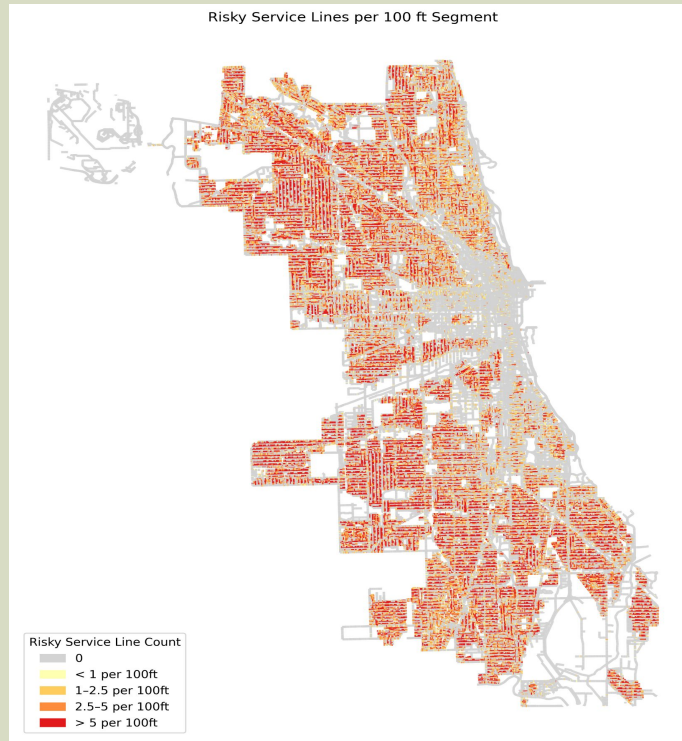 Risky Service Lines per 100 ft Segment
Risky Service Line Count
0
< 1 per 100ft
1–2.5 per 100ft
2.5–5 per 100ft
> 5 per 100ft